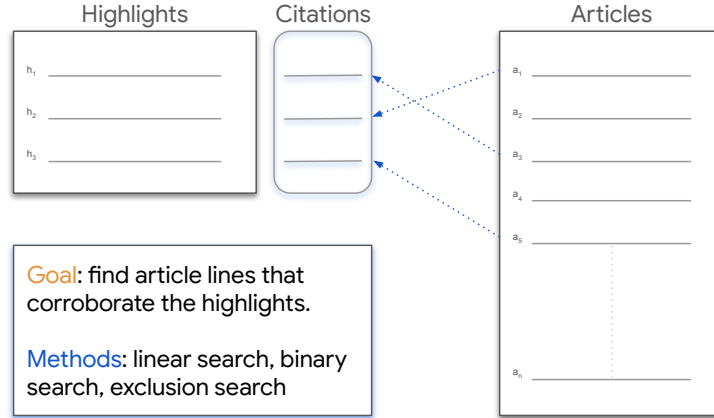 Highlights
Citations
Articles
h1
h2
h3
a1
a2
a3
a4
a5
an
Goal: find article lines that
corroborate the highlights.
Methods: linear search, binary
search, exclusion search